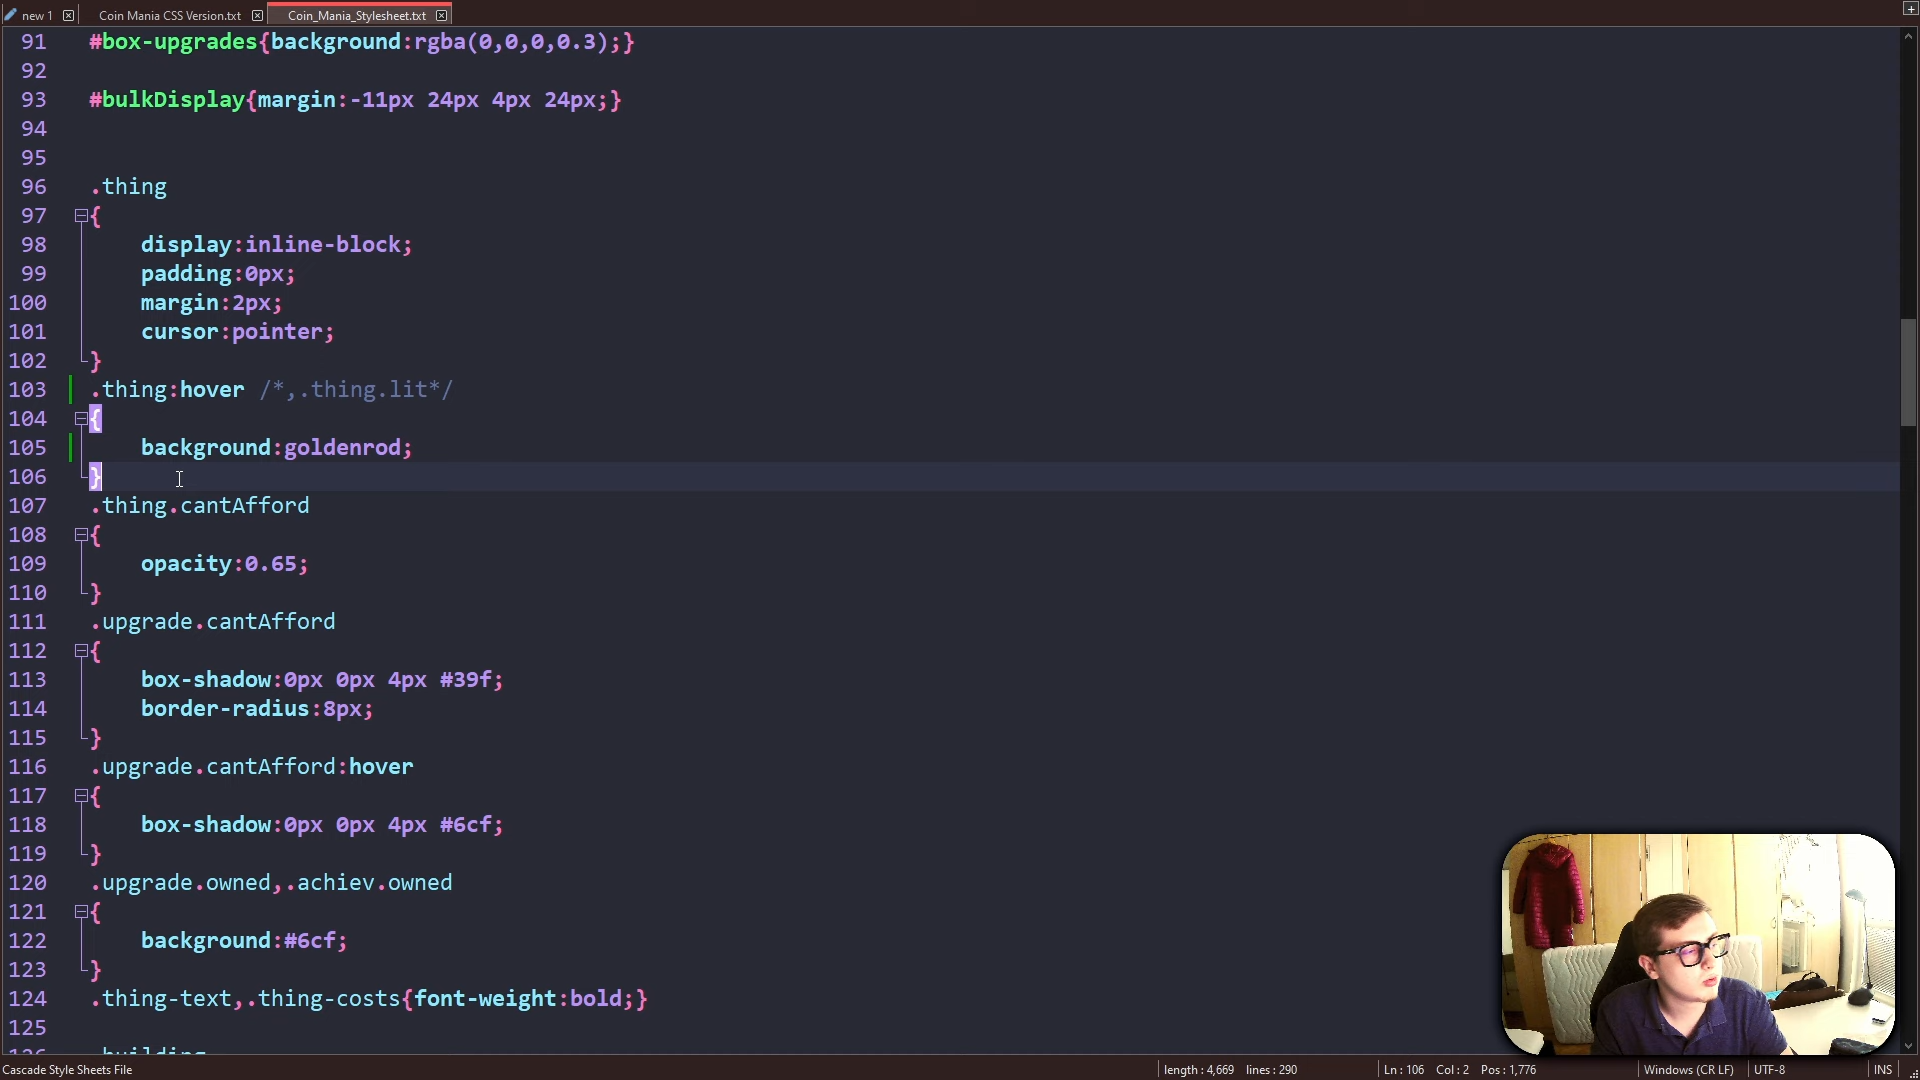 new 1
Coin Mania CSS Version.txt
Coin_Mania_Stylesheet.txt
91 #box-upgrades{background:rgba(0,0,0,0.3);}
92
93 #bulkDisplay{margin:-11px 24px 4px 24px;}
94
95
96 .thing
97 {
98 display:inline-block;
99 padding:0px;
100 margin:2px;
101 cursor:pointer;
102 }
103 .thing:hover /*,.thing.lit*/
104 {
105 background:goldenrod;
106 }
107 .thing.cantAfford
108 {
109 opacity:0.65;
110 }
111 .upgrade.cantAfford
112 {
113 box-shadow:0px 0px 4px #39f;
114 border-radius:8px;
115 }
116 .upgrade.cantAfford:hover
117 {
118 box-shadow:0px 0px 4px #6cf;
119 }
120 .upgrade.owned,.achiev.owned
121 {
122 background:#6cf;
123 }
124 .thing-text,.thing-costs{font-weight:bold;}
125
126 .building
Cascade Style Sheets File
length : 4,669 lines : 290
Ln : 106 Col : 2 Pos : 1,776
Windows (CR LF)
UTF-8
INS